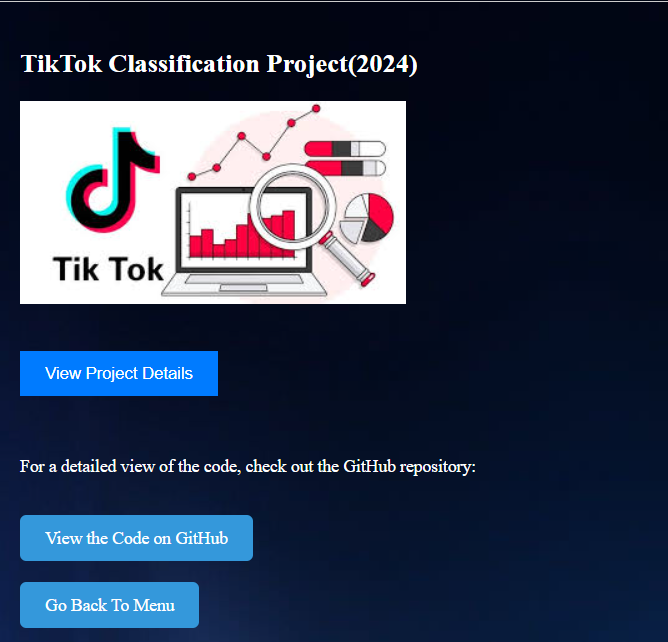 TikTok Classification Project(2024)
Tik Tok
View Project Details
For a detailed view of the code, check out the GitHub repository:
View the Code on GitHub
Go Back To Menu